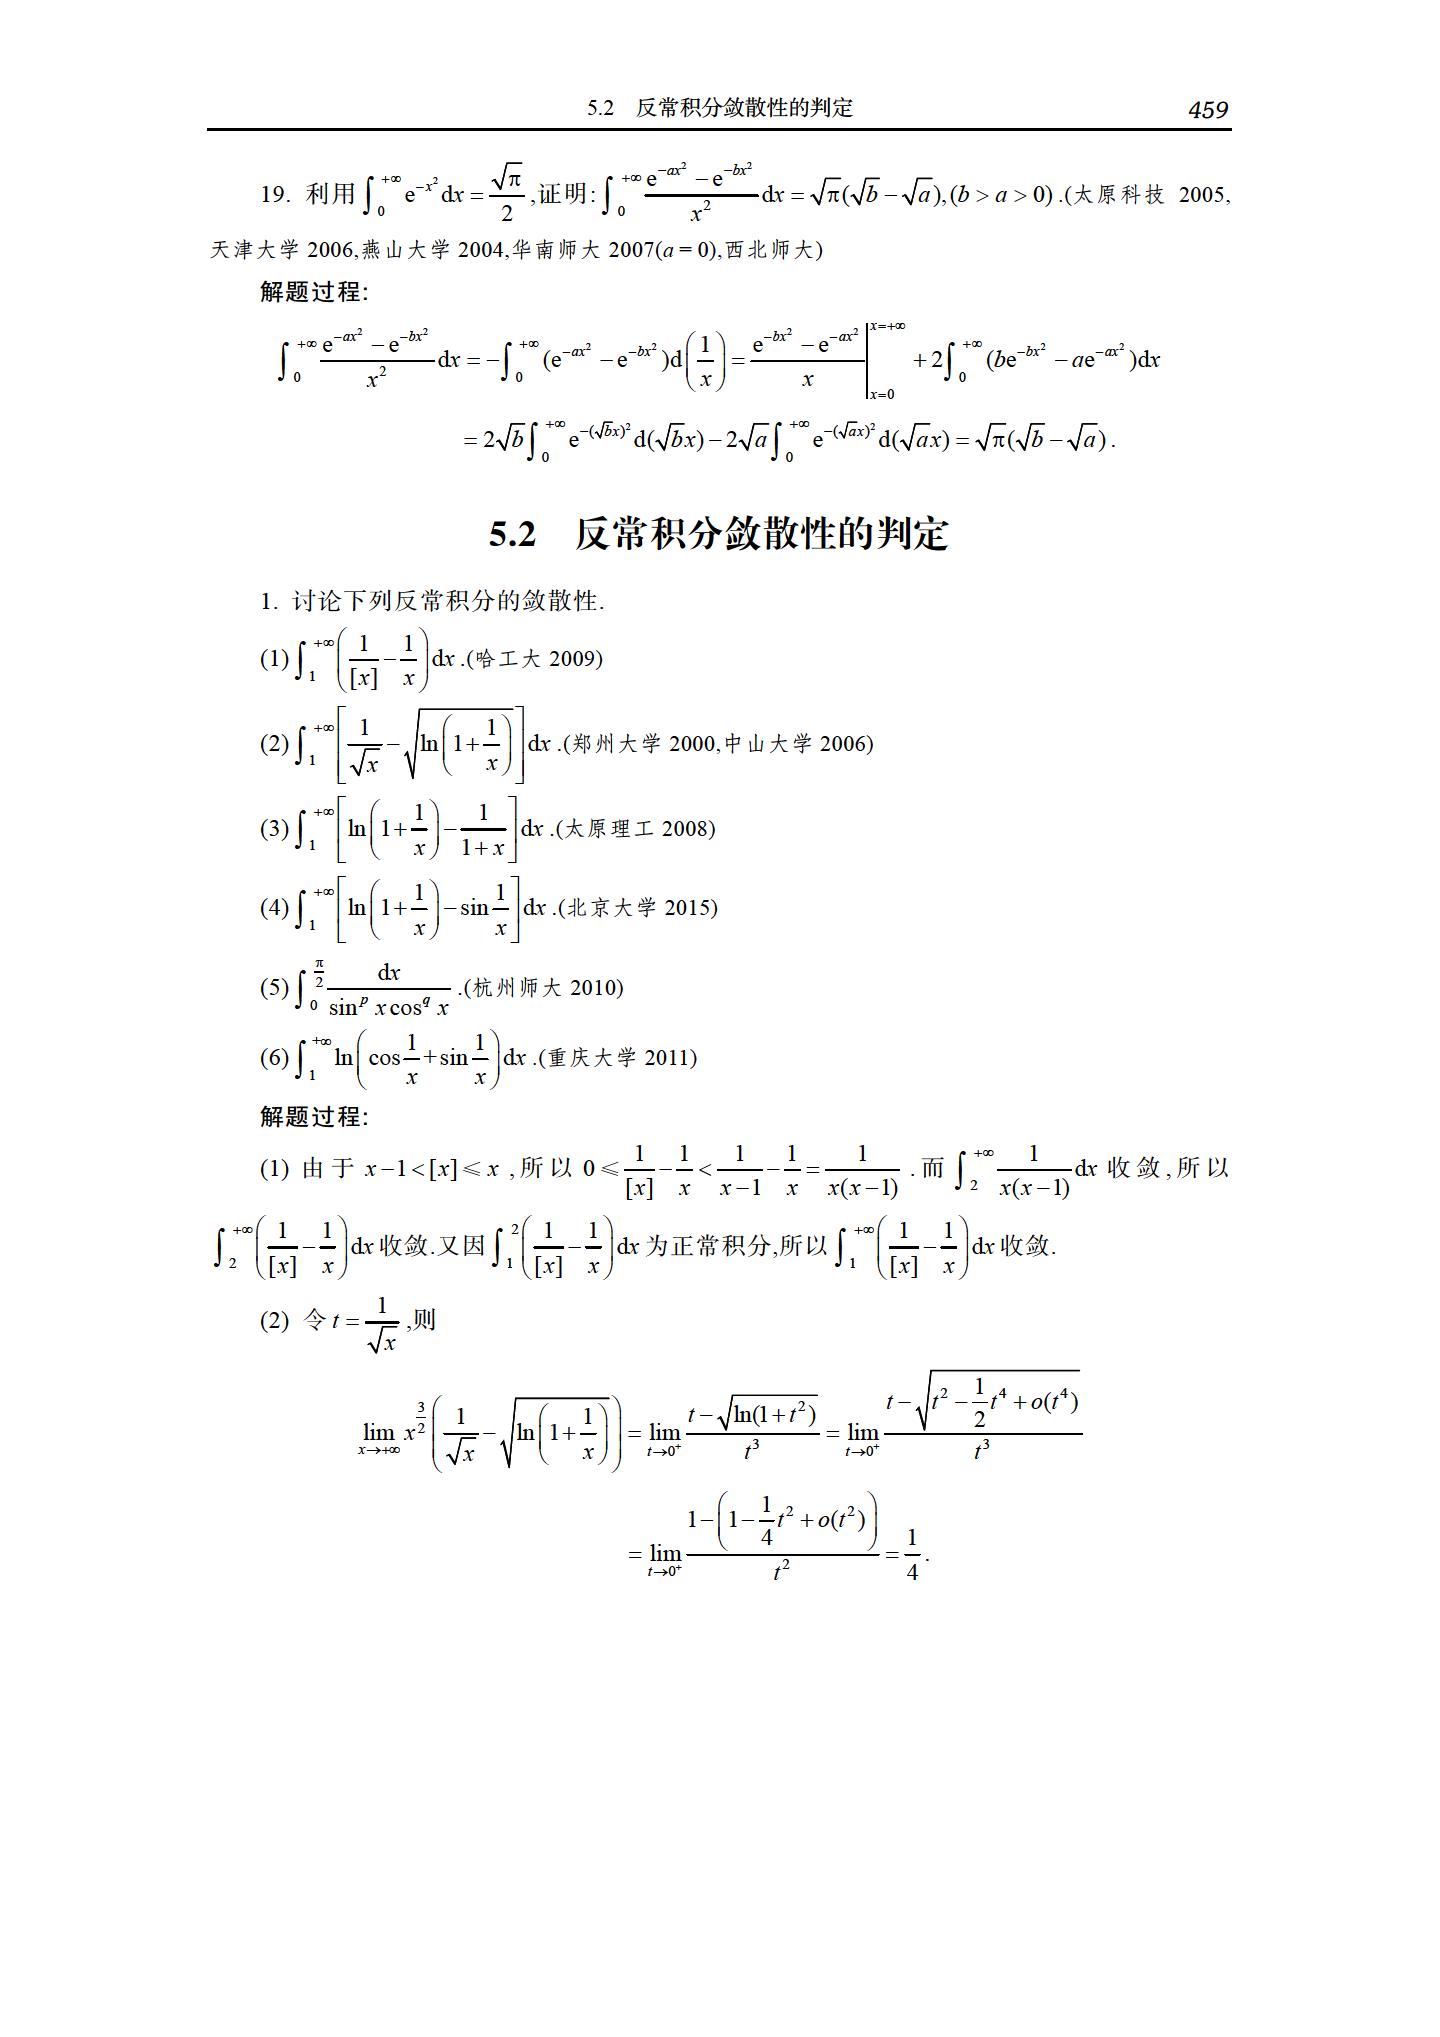 5.2 反常积分敛散性的判定 459
19. 利用 $\int_0^{+\infty} e^{-x^2}dx = \frac{\sqrt{\pi}}{2}$,证明: $\int_0^{+\infty} \frac{e^{-ax^2}-e^{-bx^2}}{x^2}dx = \sqrt{\pi}(\sqrt{b}-\sqrt{a}),(b>a>0)$.(太原科技 2005,
天津大学 2006,燕山大学 2004,华南师大 2007(a = 0),西北师大)
解题过程:
$\int_0^{+\infty} \frac{e^{-ax^2}-e^{-bx^2}}{x^2}dx = -\int_0^{+\infty}(e^{-ax^2}-e^{-bx^2})d\left(\frac{1}{x}\right) = \left.\frac{e^{-bx^2}-e^{-ax^2}}{x}\right|_{x=0}^{x=+\infty} + 2\int_0^{+\infty}(be^{-bx^2}-ae^{-ax^2})dx$
$= 2\sqrt{b}\int_0^{+\infty}e^{-(\sqrt{b}x)^2}d(\sqrt{b}x) - 2\sqrt{a}\int_0^{+\infty}e^{-(\sqrt{a}x)^2}d(\sqrt{a}x) = \sqrt{\pi}(\sqrt{b}-\sqrt{a})$.
5.2 反常积分敛散性的判定
1. 讨论下列反常积分的敛散性.
(1) $\int_1^{+\infty}\left(\frac{1}{[x]}-\frac{1}{x}\right)dx$.(哈工大 2009)
(2) $\int_1^{+\infty}\left[\frac{1}{\sqrt{x}}-\sqrt{\ln\left(1+\frac{1}{x}\right)}\right]dx$.(郑州大学 2000,中山大学 2006)
(3) $\int_1^{+\infty}\left[\ln\left(1+\frac{1}{x}\right)-\frac{1}{1+x}\right]dx$.(太原理工 2008)
(4) $\int_1^{+\infty}\left[\ln\left(1+\frac{1}{x}\right)-\sin\frac{1}{x}\right]dx$.(北京大学 2015)
(5) $\int_0^{\frac{\pi}{2}}\frac{dx}{\sin^p x\cos^q x}$.(杭州师大 2010)
(6) $\int_1^{+\infty}\ln\left(\cos\frac{1}{x}+\sin\frac{1}{x}\right)dx$.(重庆大学 2011)
解题过程:
(1) 由于 $x-1<[x]\leqslant x$,所以 $0\leqslant\frac{1}{[x]}-\frac{1}{x}<\frac{1}{x-1}-\frac{1}{x}=\frac{1}{x(x-1)}$.而 $\int_2^{+\infty}\frac{1}{x(x-1)}dx$ 收敛,所以
$\int_2^{+\infty}\left(\frac{1}{[x]}-\frac{1}{x}\right)dx$ 收敛.又因 $\int_1^2\left(\frac{1}{[x]}-\frac{1}{x}\right)dx$ 为正常积分,所以 $\int_1^{+\infty}\left(\frac{1}{[x]}-\frac{1}{x}\right)dx$ 收敛.
(2) 令 $t=\frac{1}{\sqrt{x}}$,则
$\lim_{x\to+\infty}x^{\frac{3}{2}}\left(\frac{1}{\sqrt{x}}-\sqrt{\ln\left(1+\frac{1}{x}\right)}\right)=\lim_{t\to0^+}\frac{t-\sqrt{\ln(1+t^2)}}{t^3}=\lim_{t\to0^+}\frac{t-\sqrt{t^2-\frac{1}{2}t^4+o(t^4)}}{t^3}$
$=\lim_{t\to0^+}\frac{1-\left(1-\frac{1}{4}t^2+o(t^2)\right)}{t^2}=\frac{1}{4}$.